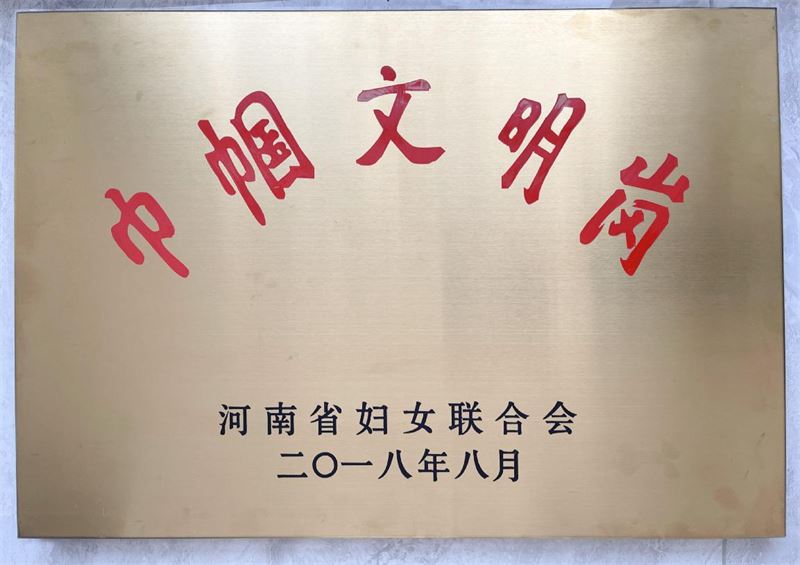 巾帼文明岗
河南省妇女联合会
二〇一八年八月